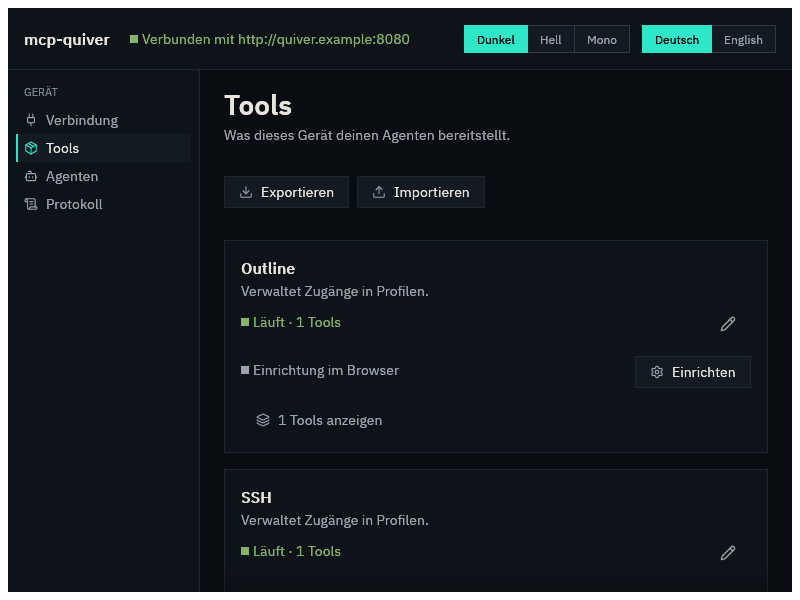 mcp-quiver
Verbunden mit http://quiver.example:8080
Dunkel
Hell
Mono
Deutsch
English
GERÄT
Verbindung
Tools
Agenten
Protokoll
Tools
Was dieses Gerät deinen Agenten bereitstellt.
Exportieren
Importieren
Outline
Verwaltet Zugänge in Profilen.
Läuft · 1 Tools
Einrichtung im Browser
Einrichten
1 Tools anzeigen
SSH
Verwaltet Zugänge in Profilen.
Läuft · 1 Tools